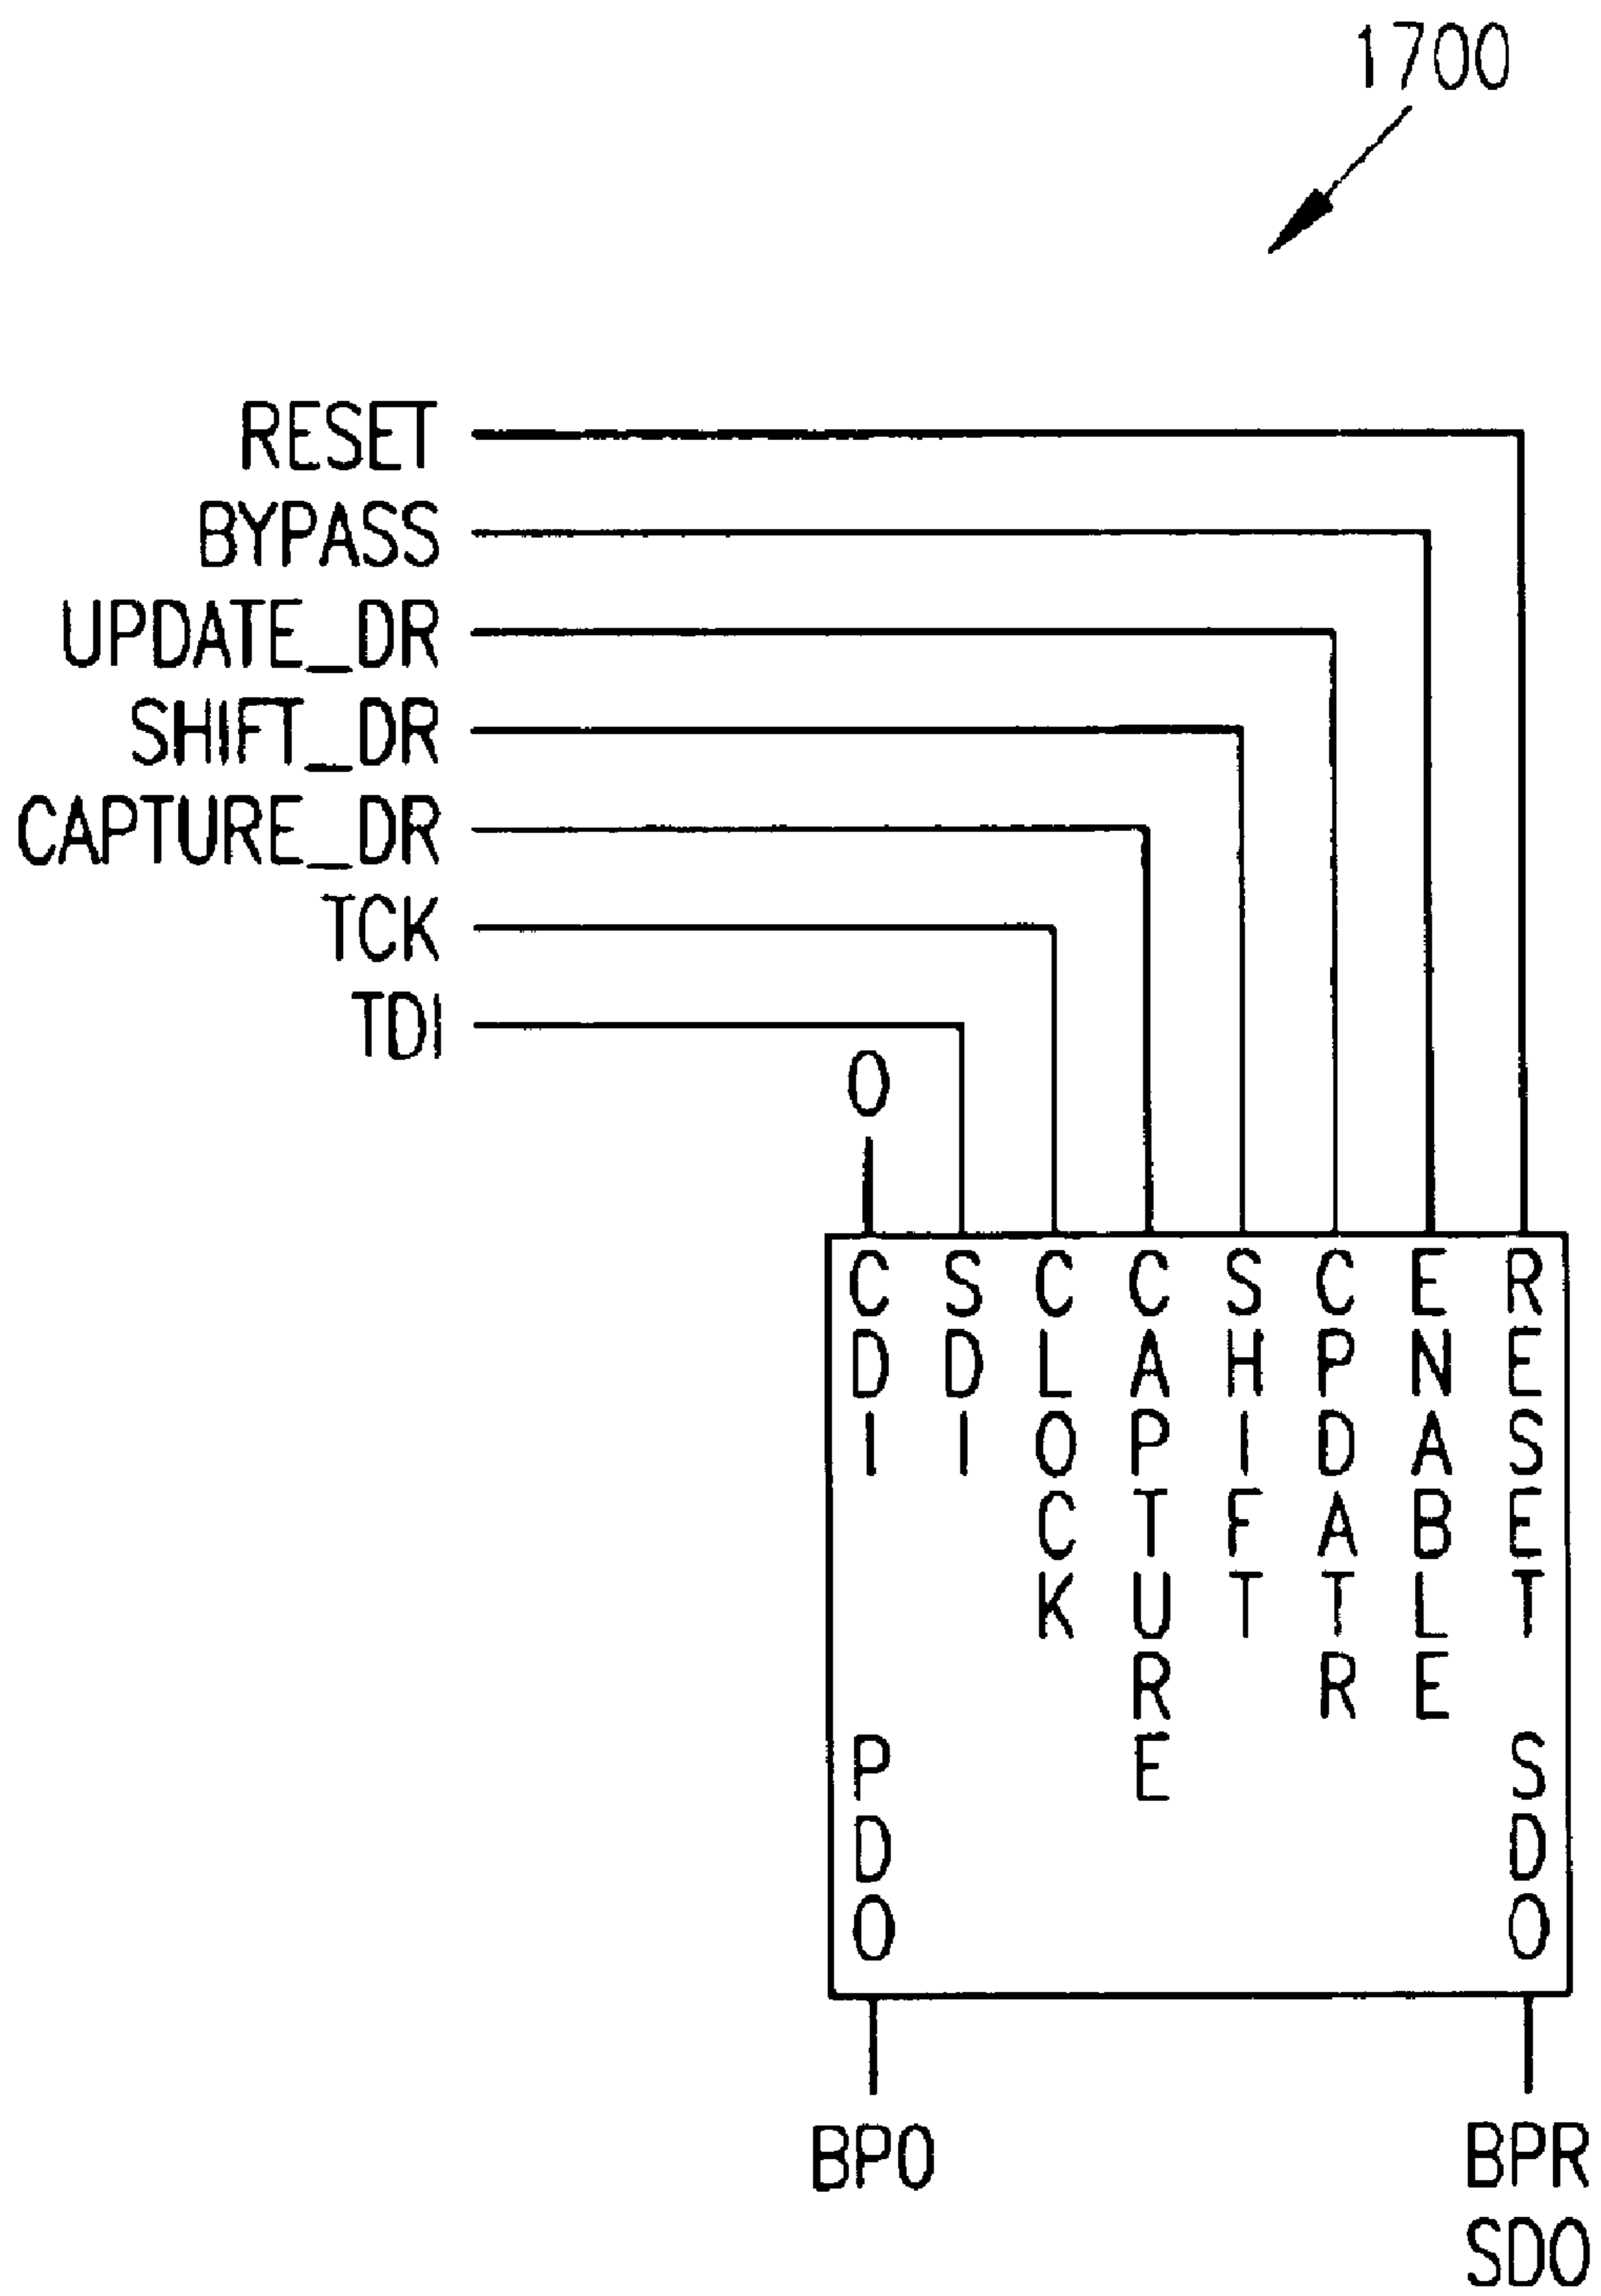 1700
RESET
BYPASS
UPDATE_DR
SHIFT_DR
CAPTURE_DR
TCK
TDI
0
CDI
SDI
CLOCK
CAPTURE
SHIFT
CPDATR
ENABLE
RESET
PDO
SDO
BPO
BPR
SDO